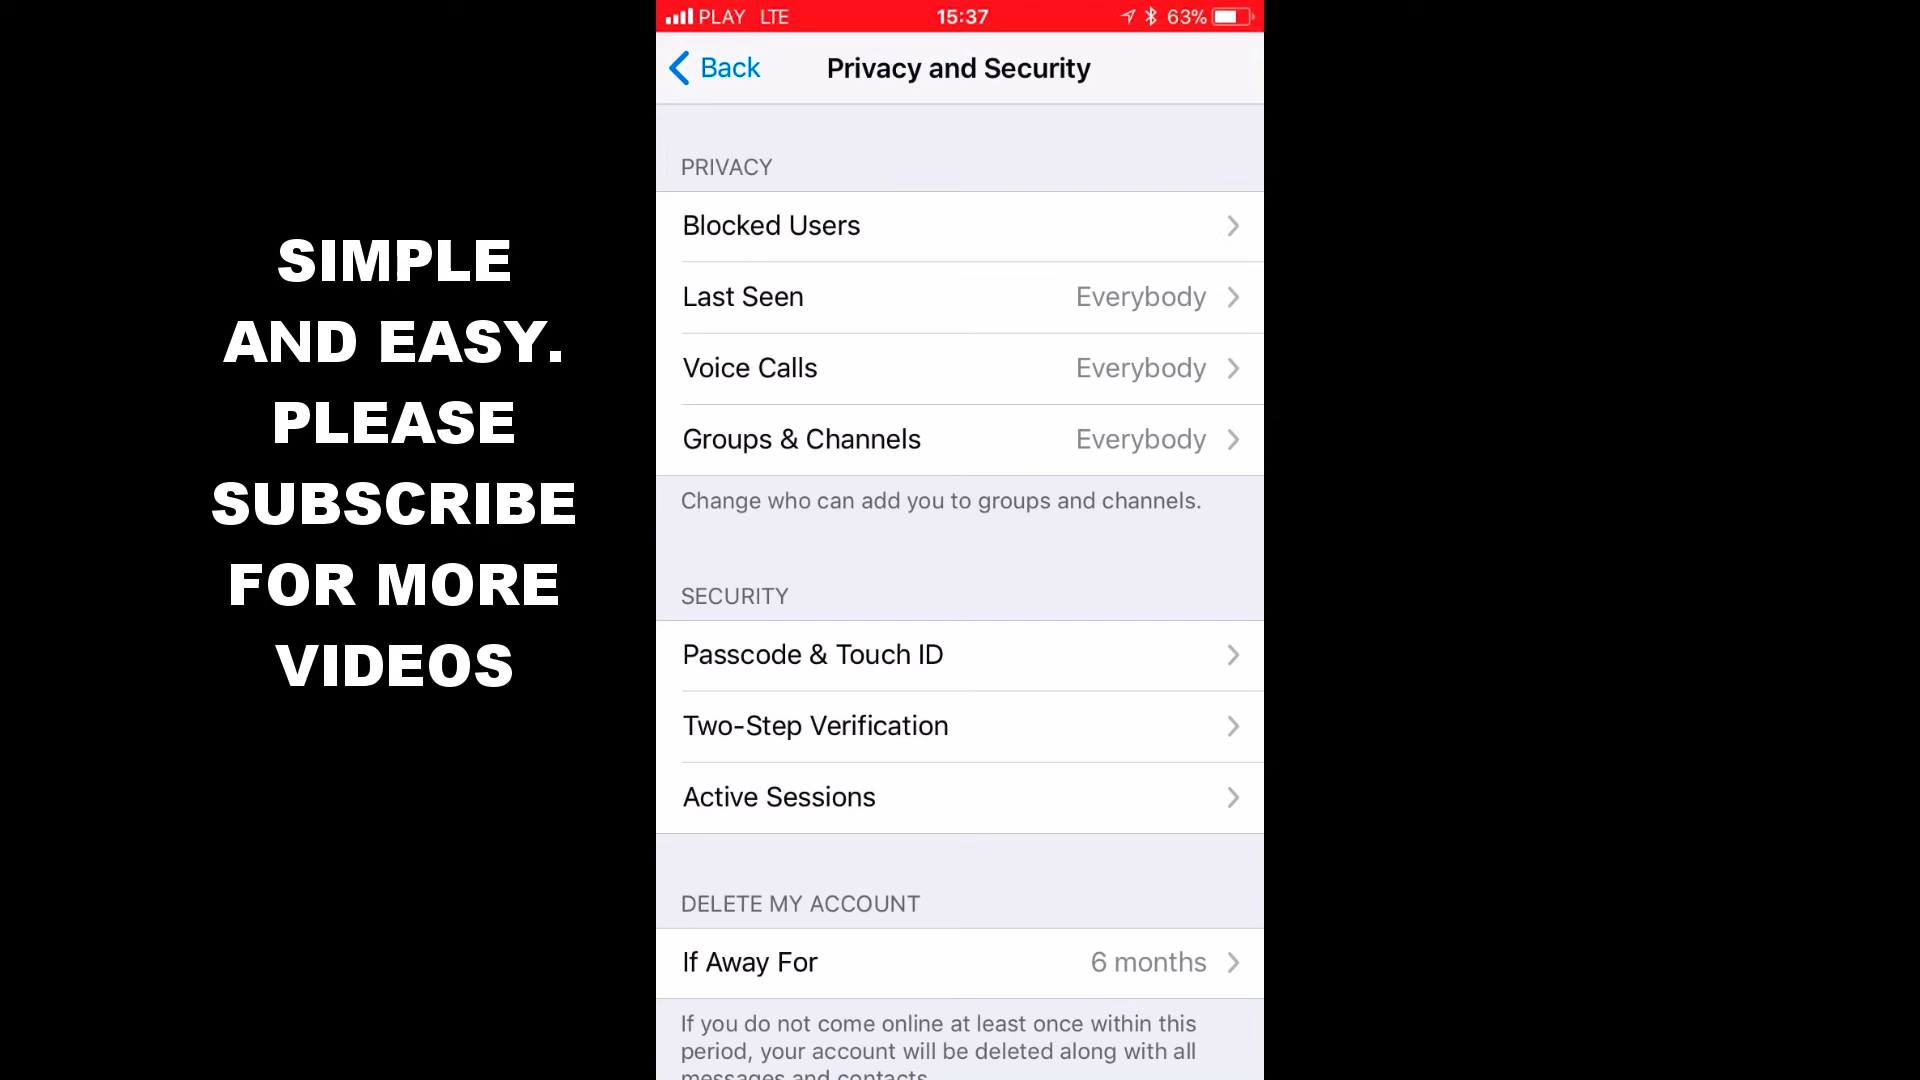 SIMPLE
AND EASY.
PLEASE
SUBSCRIBE
FOR MORE
VIDEOS
PLAY LTE 15:37 63%
Back Privacy and Security
PRIVACY
Blocked Users
Last Seen Everybody
Voice Calls Everybody
Groups & Channels Everybody
Change who can add you to groups and channels.
SECURITY
Passcode & Touch ID
Two-Step Verification
Active Sessions
DELETE MY ACCOUNT
If Away For 6 months
If you do not come online at least once within this
period, your account will be deleted along with all
messages and contacts.